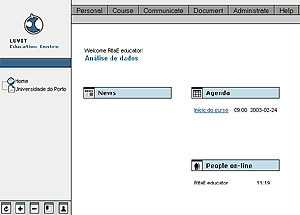 Personal Course Communicate Document Administrate Help
LUVIT
Education Centre
Welcome RitaE educator!
Análise de dados
Home
Universidade do Porto
News
Agenda
Início do curso 09:00 2003-02-24
People on-line
RitaE educator 11:19